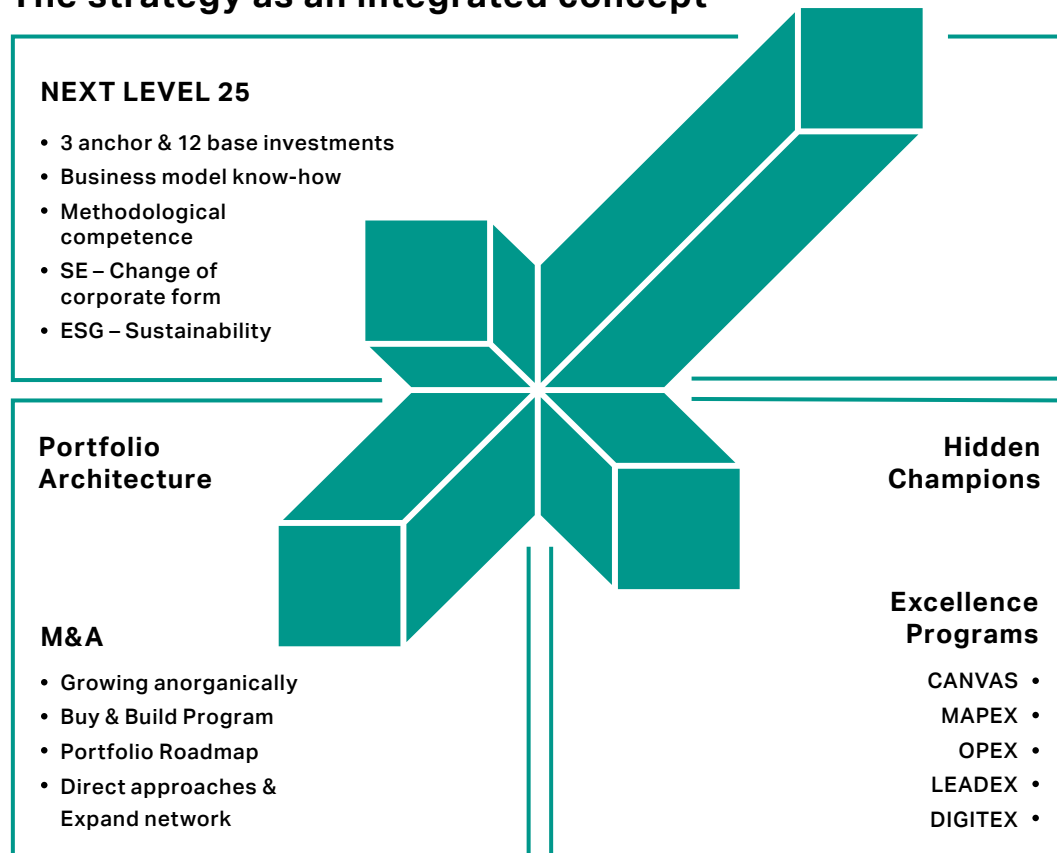 The strategy as an integrated concept
NEXT LEVEL 25
• 3 anchor & 12 base investments
• Business model know-how
• Methodological
competence
• SE – Change of
corporate form
• ESG – Sustainability
Portfolio
Architecture
M&A
• Growing anorganically
• Buy & Build Program
• Portfolio Roadmap
• Direct approaches &
Expand network
Hidden
Champions
Excellence
Programs
CANVAS •
MAPEX •
OPEX •
LEADEX •
DIGITEX •